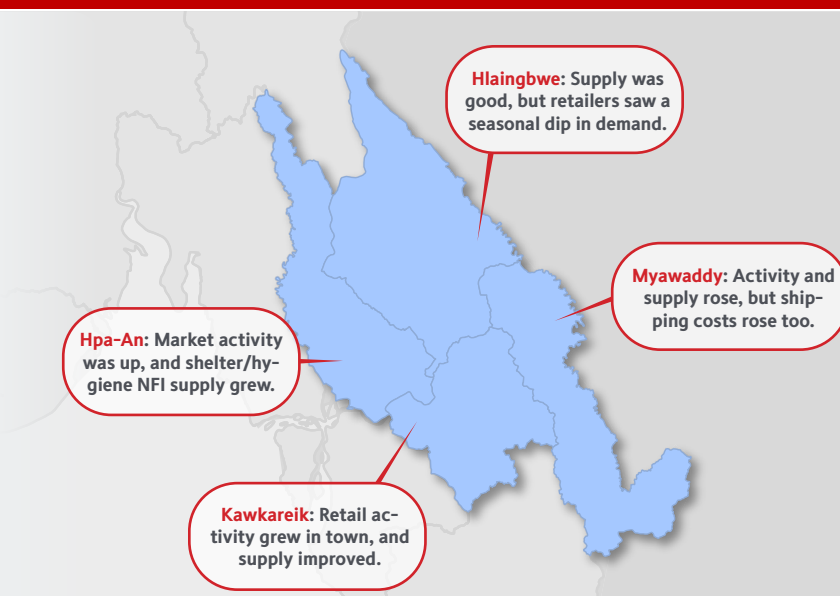 Hlaingbwe: Supply was
good, but retailers saw a
seasonal dip in demand.
Myawaddy: Activity and
supply rose, but ship-
ping costs rose too.
Hpa-An: Market activity
was up, and shelter/hy-
giene NFI supply grew.
Kawkareik: Retail ac-
tivity grew in town, and
supply improved.